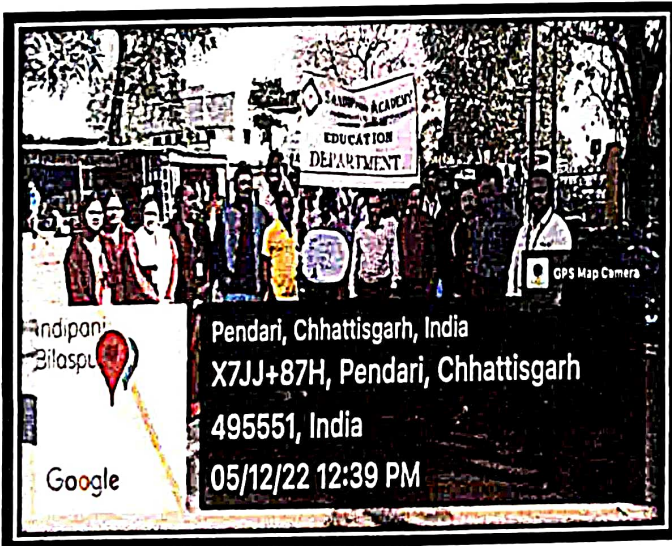 ACADEMY
EDUCATION
DEPARTMENT
GPS Map Camera
Pendari, Chhattisgarh, India
X7JJ+87H, Pendari, Chhattisgarh
495551, India
05/12/22 12:39 PM
Google